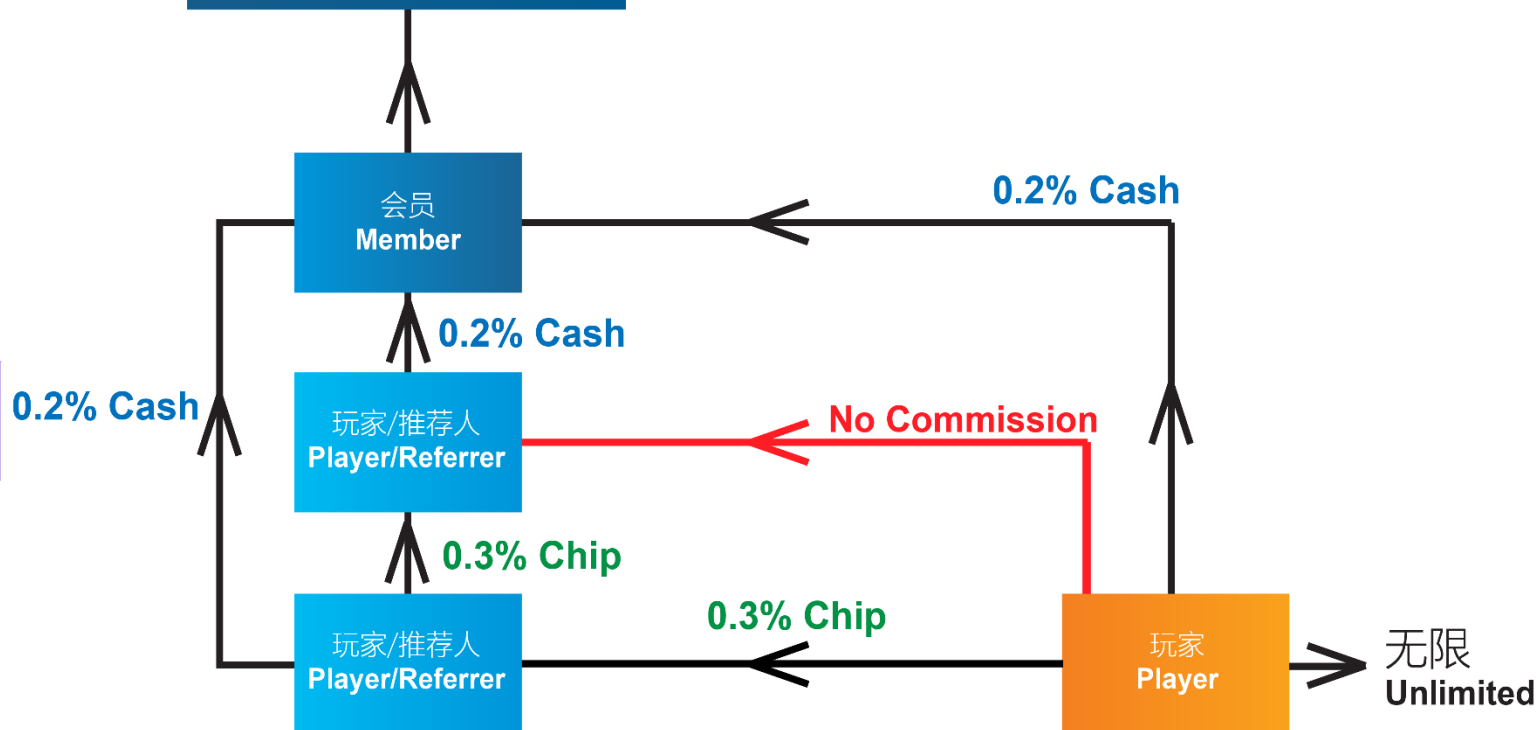 会员
Member
0.2% Cash
0.2% Cash
0.2% Cash
玩家/推荐人
Player/Referrer
No Commission
0.3% Chip
0.3% Chip
玩家/推荐人
Player/Referrer
玩家
Player
无限
Unlimited